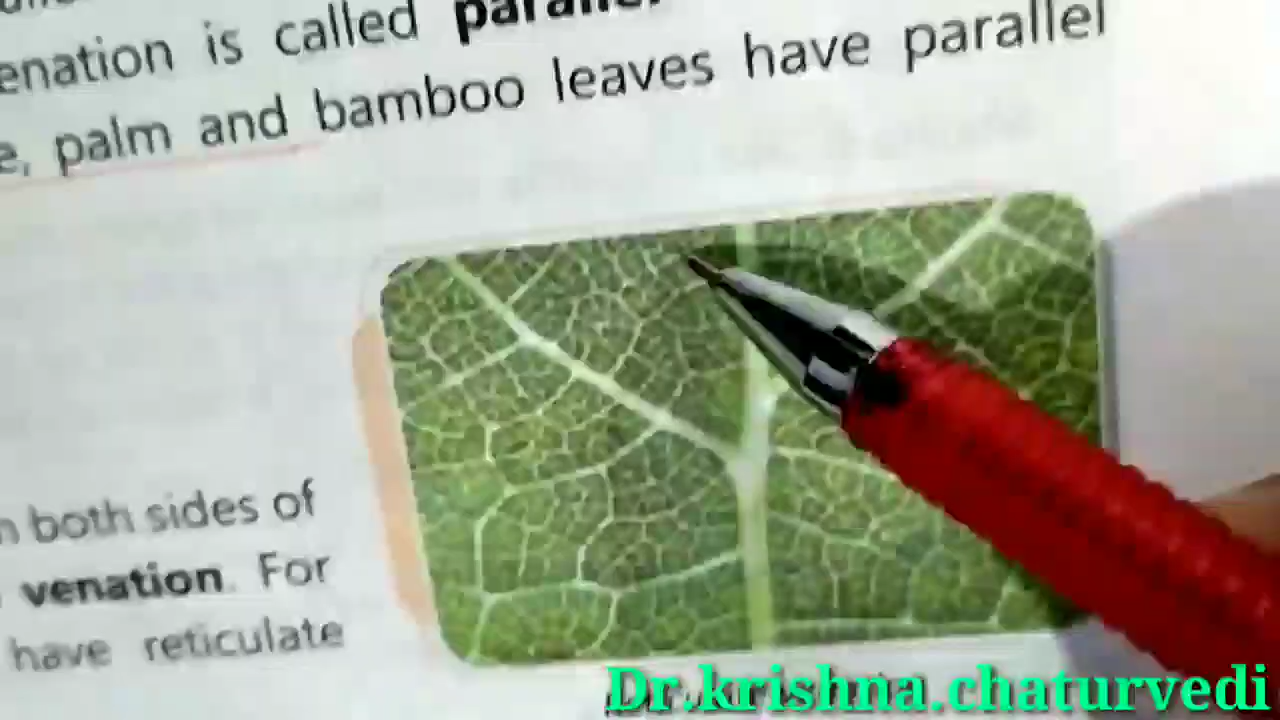 enation is called parallel
e, palm and bamboo leaves have parallel
n both sides of
venation. For
have reticulate
Dr.krishna.chaturvedi